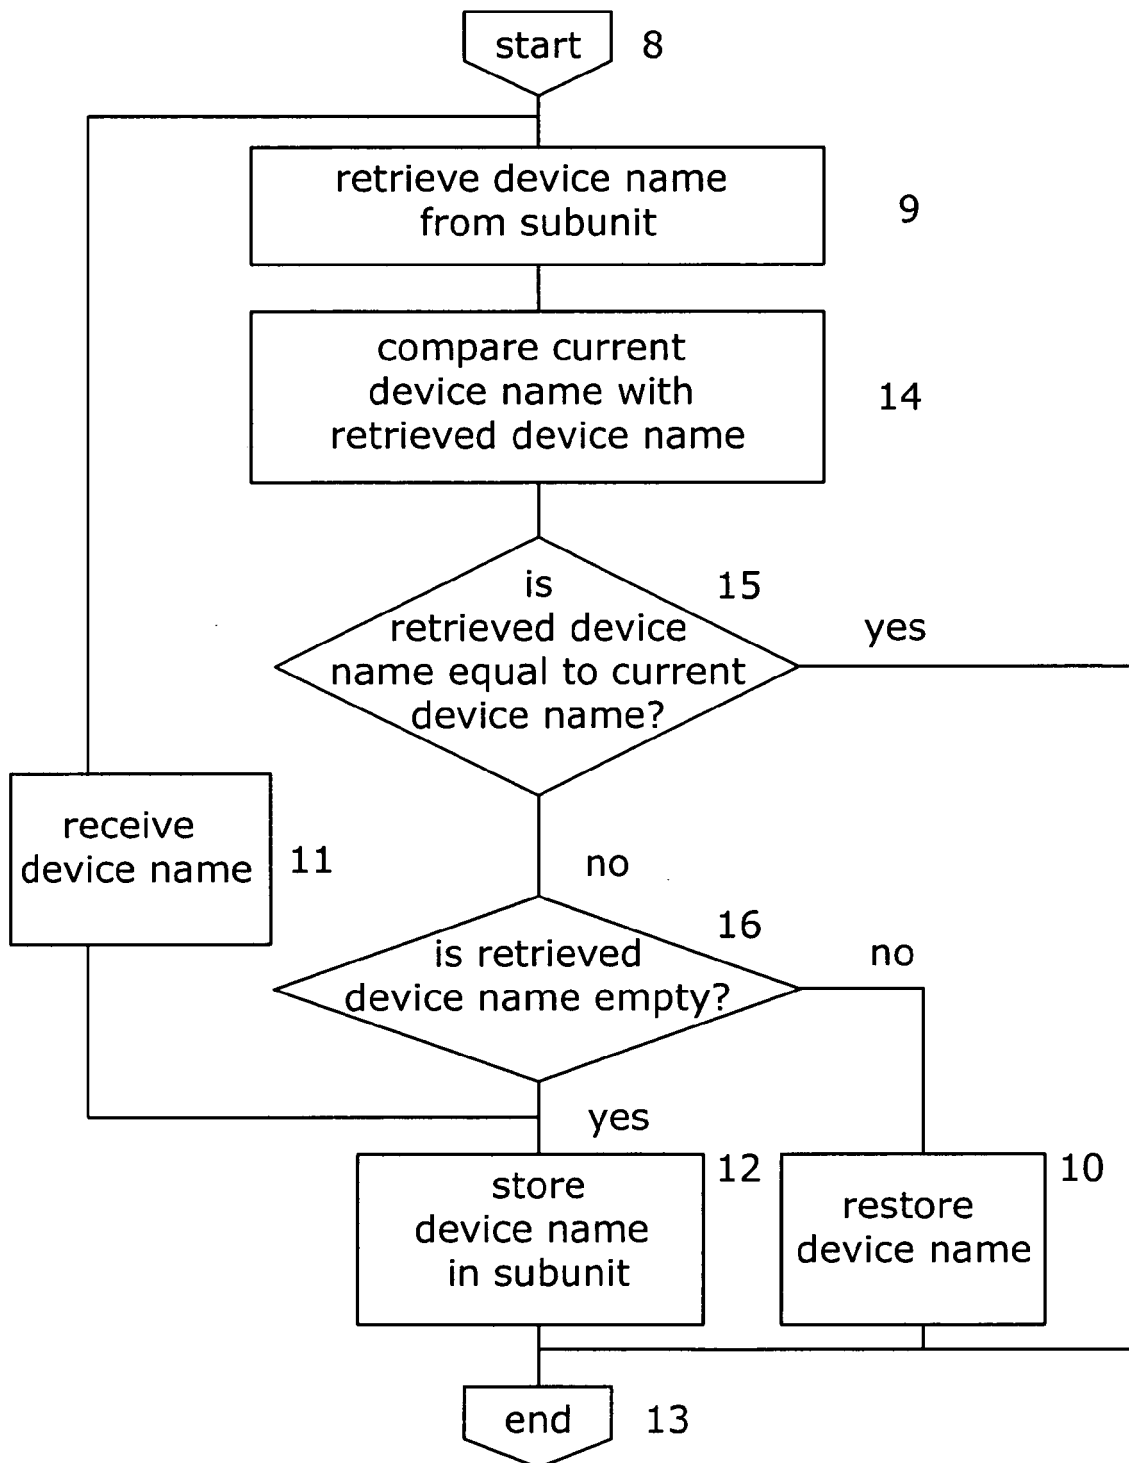 start 8
retrieve device name
from subunit
9
compare current
device name with
retrieved device name
14
is
retrieved device
name equal to current
device name?
15
yes
receive
device name
11
no
is retrieved
device name empty?
16
no
yes
store
device name
in subunit
12
restore
device name
10
end 13